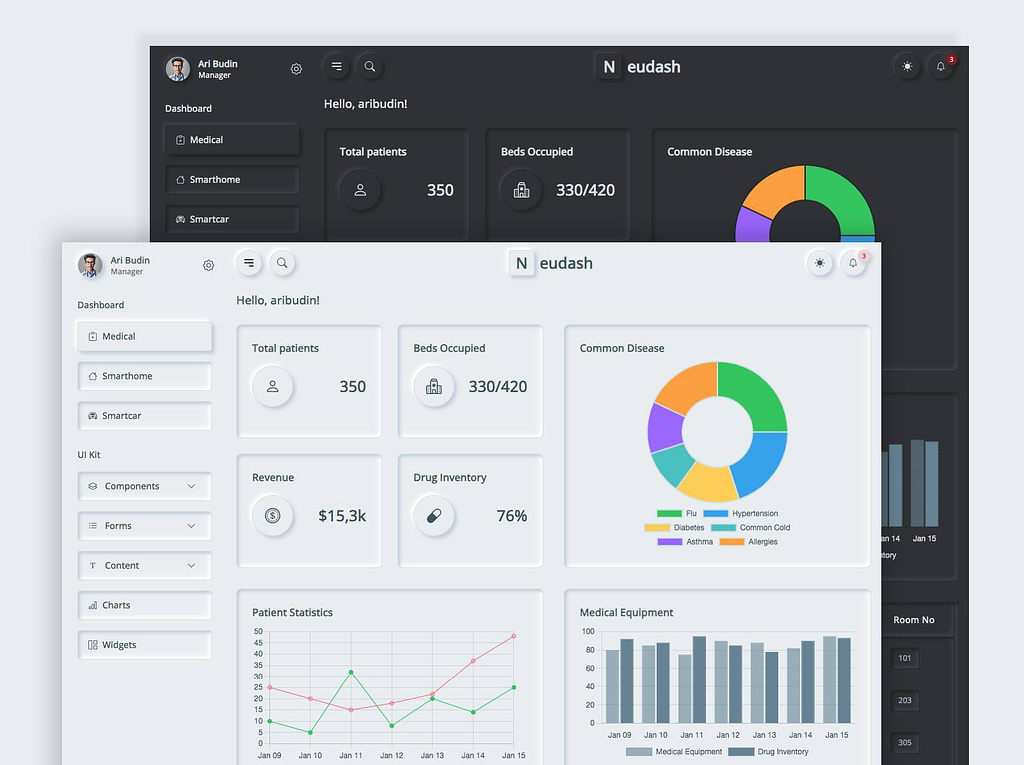 Ari Budin
Manager
N eudash
3
Dashboard
Hello, aribudin!
Medical
Smarthome
Smartcar
Total patients
350
Beds Occupied
330/420
Common Disease
an 14
Jan 15
tory
Room No
101
203
305
Ari Budin
Manager
N eudash
3
Dashboard
Hello, aribudin!
Medical
Smarthome
Smartcar
UI Kit
Components
Forms
Content
Charts
Widgets
Total patients
350
Beds Occupied
330/420
Revenue
$15,3k
Drug Inventory
76%
Common Disease
Flu Hypertension
Diabetes Common Cold
Asthma Allergies
Patient Statistics
50
45
40
35
30
25
20
15
10
5
0
Jan 09 Jan 10 Jan 11 Jan 12 Jan 13 Jan 14 Jan 15
Medical Equipment
100
80
60
40
20
0
Jan 09 Jan 10 Jan 11 Jan 12 Jan 13 Jan 14 Jan 15
Medical Equipment Drug Inventory